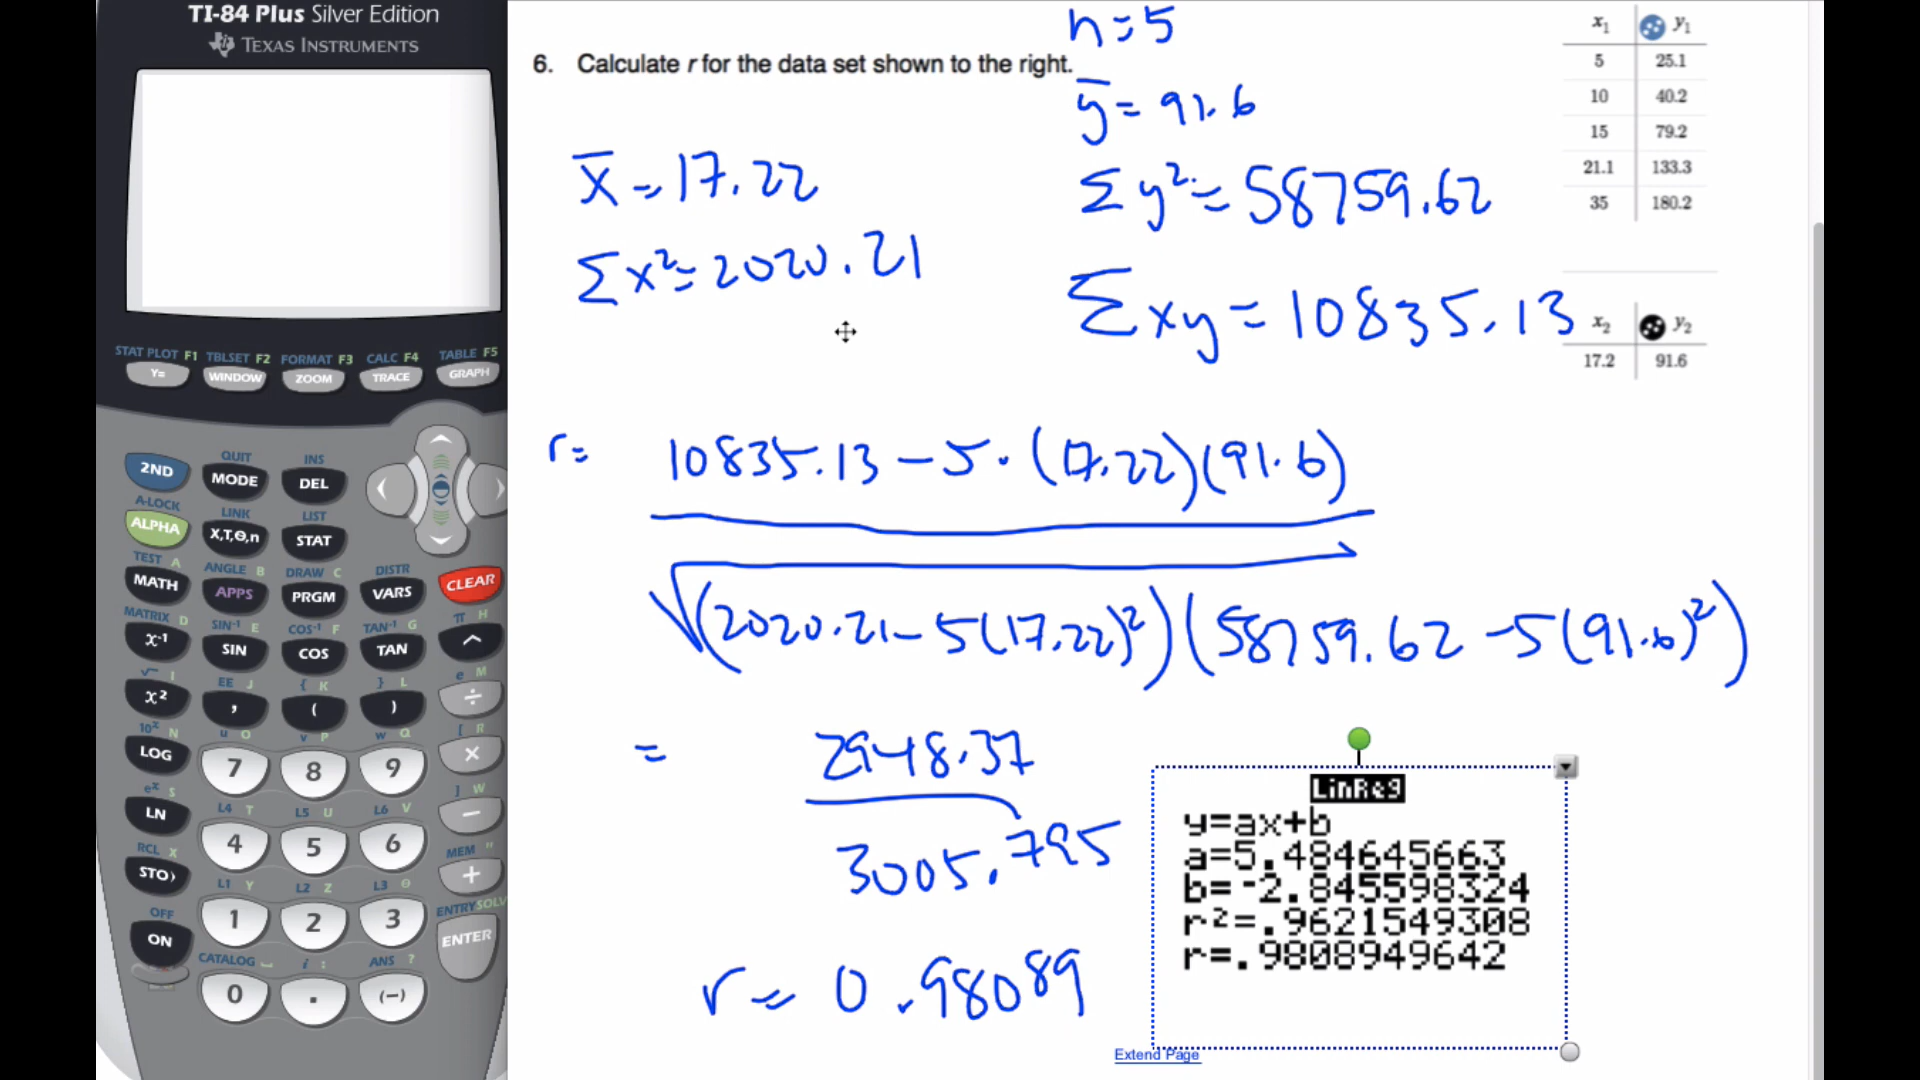 TI-84 Plus Silver Edition
TEXAS INSTRUMENTS
STAT PLOT F1 TBLSET F2 FORMAT F3 CALC F4 TABLE F5
Y= WINDOW ZOOM TRACE GRAPH
QUIT INS
2ND MODE DEL
A-LOCK LINK LIST
ALPHA X,T,Θ,n STAT
TEST A ANGLE B DRAW C DISTR
MATH APPS PRGM VARS CLEAR
MATRIX D SIN⁻¹ E COS⁻¹ F TAN⁻¹ G π H
x⁻¹ SIN COS TAN ^
√ I EE J { K } L e M
x² , ( ) ÷
10ˣ N u O v P w Q [ R
LOG 7 8 9 ×
eˣ S L4 T L5 U L6 V ] W
LN 4 5 6 −
RCL X L1 Y L2 Z L3 Θ MEM "
STO› 1 2 3 +
OFF CATALOG ⎵ i : ANS ? ENTRY SOLV
ON 0 . (−) ENTER
n = 5
6. Calculate r for the data set shown to the right.
ȳ = 91.6
x̄ = 17.22
Σy² = 58759.62
Σx² = 2020.21
Σxy = 10835.13
x₁ y₁
5 25.1
10 40.2
15 79.2
21.1 133.3
35 180.2
x₂ y₂
17.2 91.6
r = 10835.13 − 5·(17.22)(91.6)
√(2020.21 − 5(17.22)²)(58759.62 − 5(91.6)²)
= 2948.37
3005.795
r = 0.98089
LinReg
y=ax+b
a=5.484645663
b=-2.845598324
r²=.9621549308
r=.9808949642
Extend Page